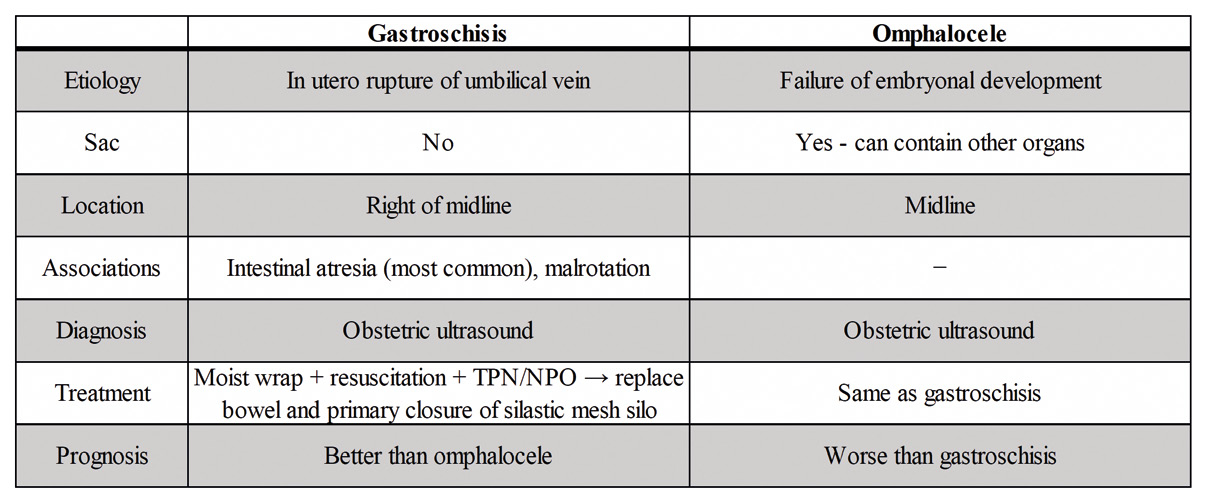 Gastroschisis Omphalocele
Etiology In utero rupture of umbilical vein Failure of embryonal development
Sac No Yes - can contain other organs
Location Right of midline Midline
Associations Intestinal atresia (most common), malrotation –
Diagnosis Obstetric ultrasound Obstetric ultrasound
Treatment Moist wrap + resuscitation + TPN/NPO → replace
bowel and primary closure of silastic mesh silo Same as gastroschisis
Prognosis Better than omphalocele Worse than gastroschisis